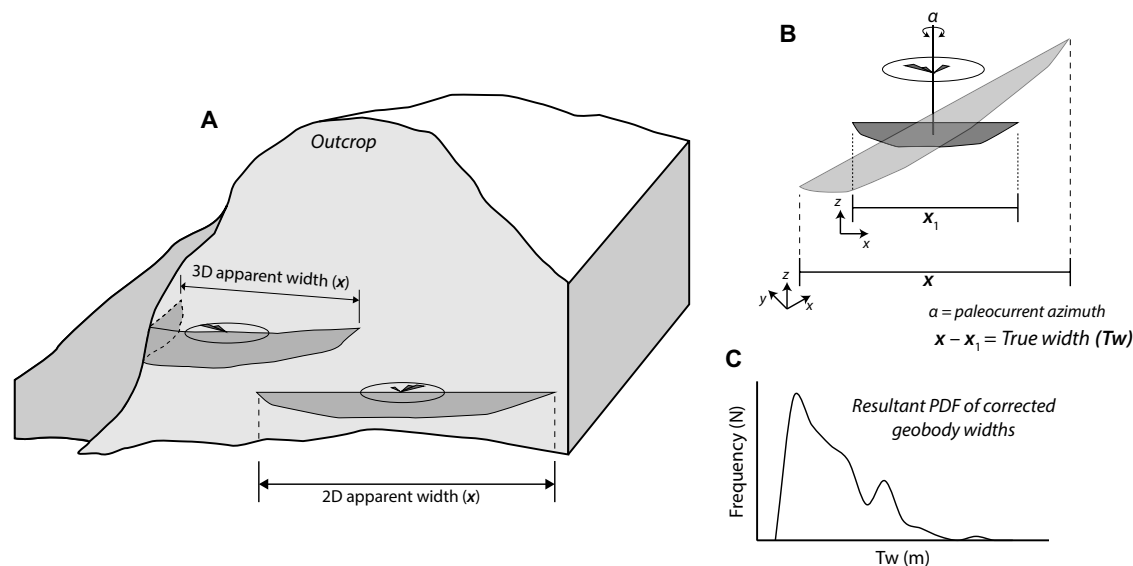 A
Outcrop
3D apparent width (x)
2D apparent width (x)
B
α
x₁
z
x
x
z
y
x
α = paleocurrent azimuth
x – x₁ = True width (Tw)
C
Resultant PDF of corrected
geobody widths
Frequency (N)
Tw (m)